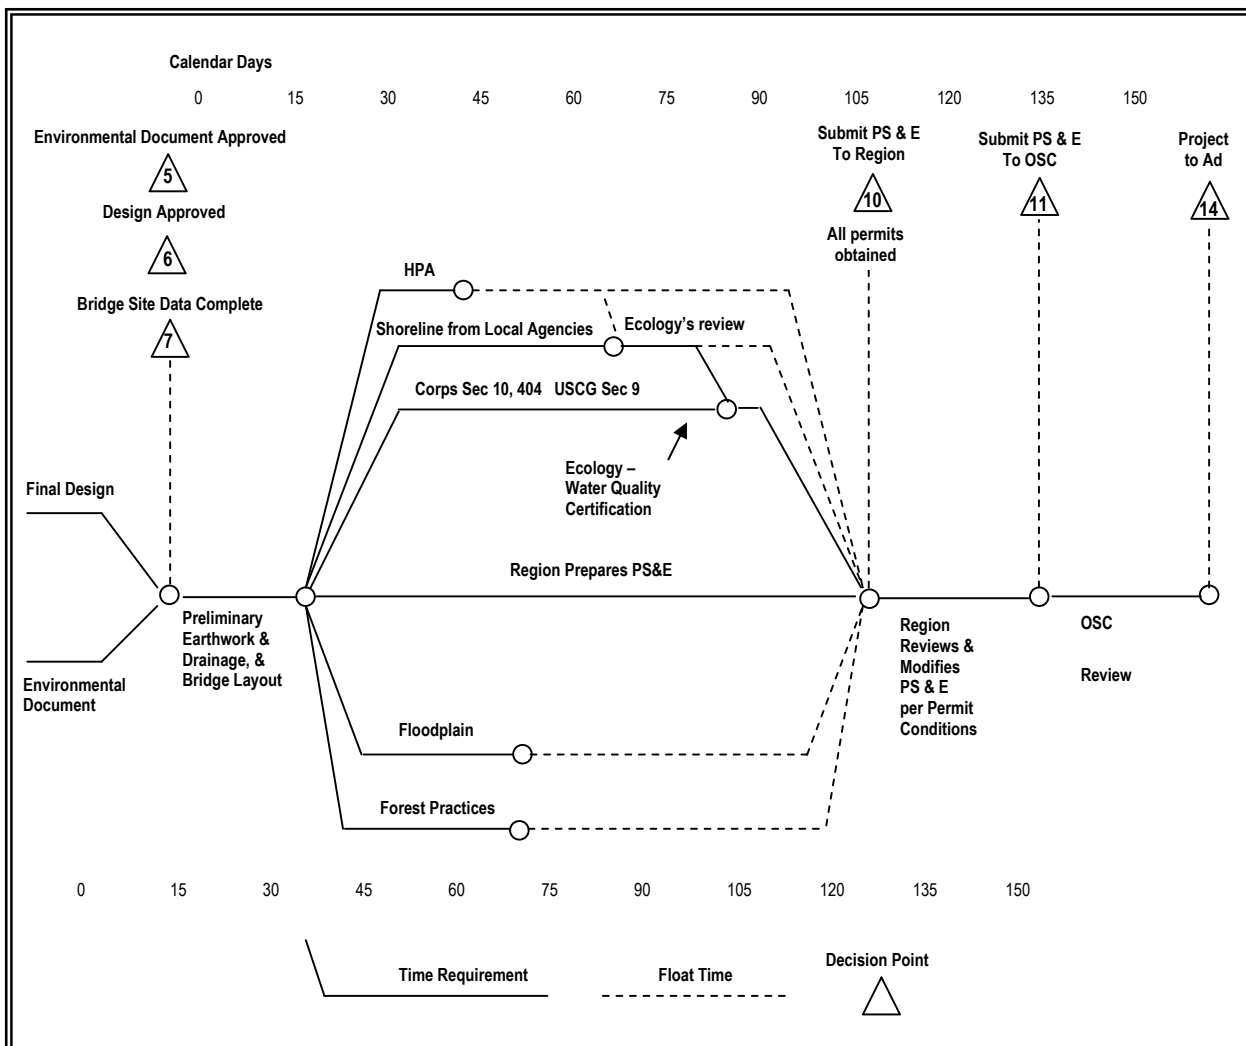 Calendar Days
0 15 30 45 60 75 90 105 120 135 150
Environmental Document Approved
5
Design Approved
6
Bridge Site Data Complete
7
Submit PS & E
To Region
10
All permits
obtained
Submit PS & E
To OSC
11
Project
to Ad
14
HPA
Shoreline from Local Agencies
Ecology's review
Corps Sec 10, 404 USCG Sec 9
Ecology –
Water Quality
Certification
Final Design
Region Prepares PS&E
Preliminary
Earthwork &
Drainage, &
Bridge Layout
Environmental
Document
Region
Reviews &
Modifies
PS & E
per Permit
Conditions
OSC
Review
Floodplain
Forest Practices
0 15 30 45 60 75 90 105 120 135 150
Time Requirement
Float Time
Decision Point